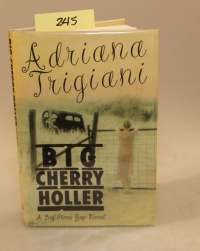 245
Adriana
Trigiani
BIG
CHERRY
HOLLER
A Big Stone Gap Novel